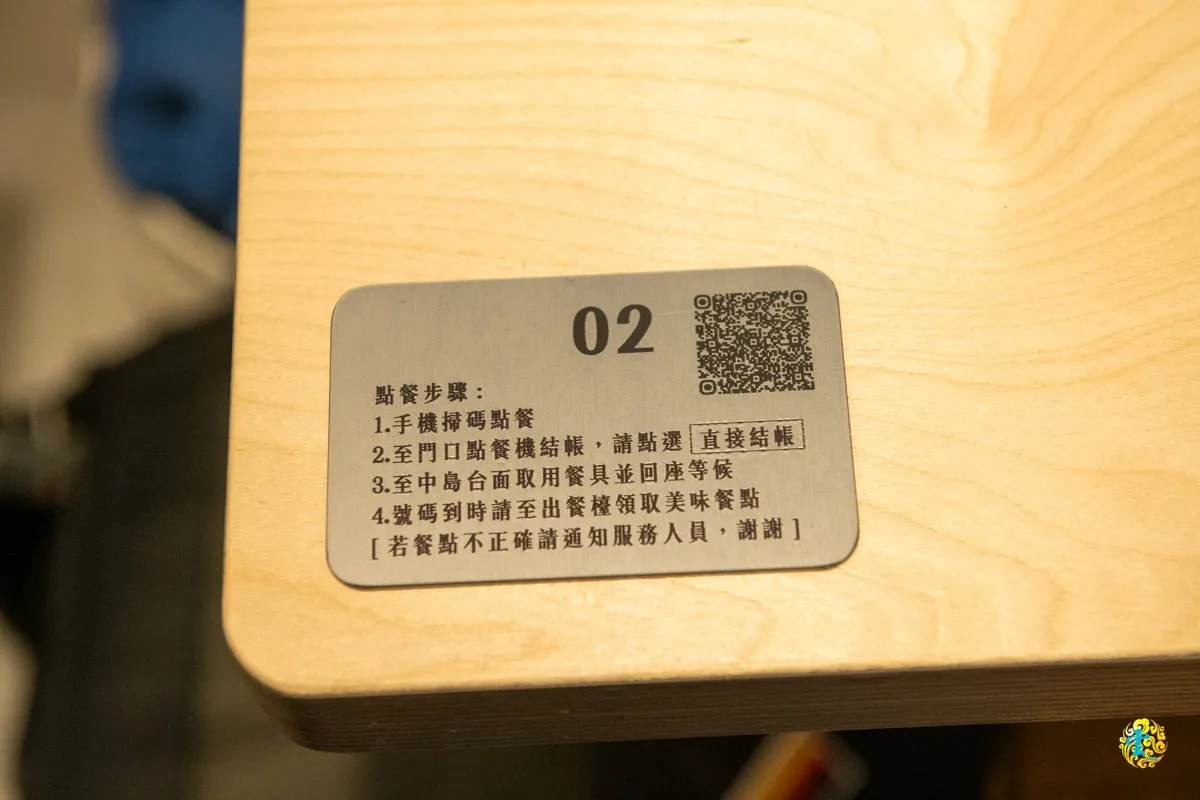 02
點餐步驟：
1.手機掃碼點餐
2.至門口點餐機結帳，請點選 直接結帳
3.至中島台面取用餐具並回座等候
4.號碼到時請至出餐檯領取美味餐點
[ 若餐點不正確請通知服務人員，謝謝 ]